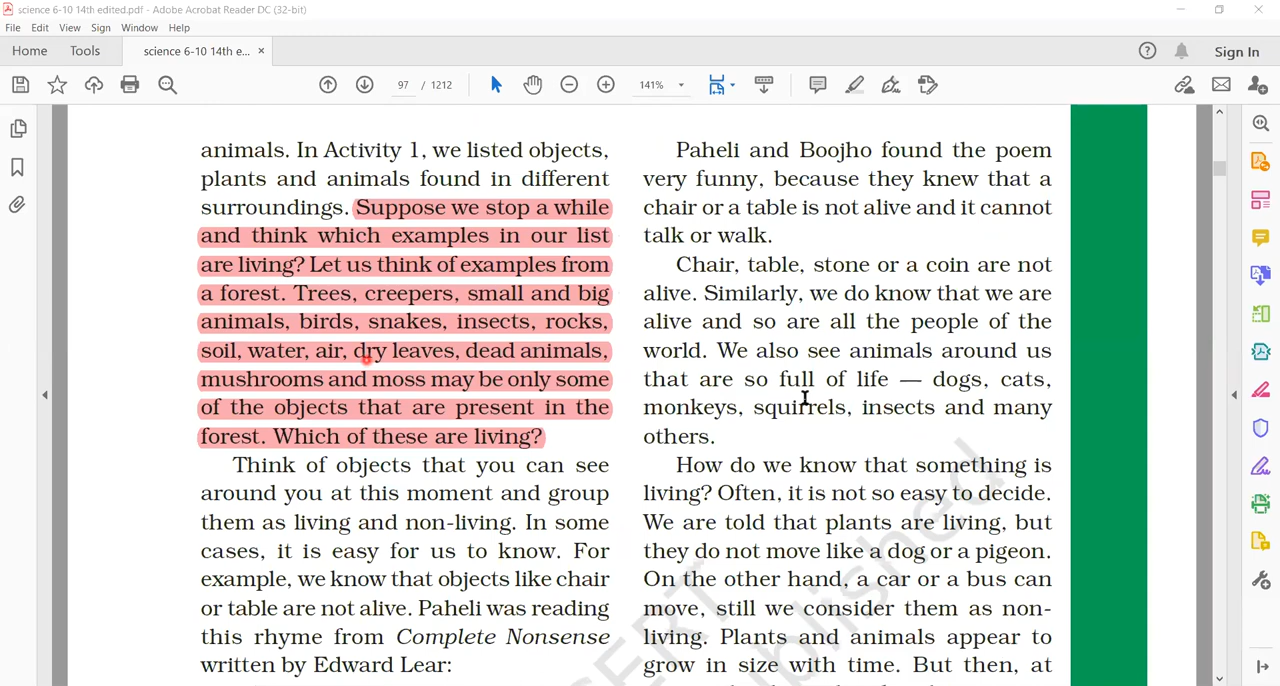 science 6-10 14th edited.pdf - Adobe Acrobat Reader DC (32-bit)
File Edit View Sign Window Help
Home Tools science 6-10 14th e... × Sign In
97 / 1212 141%
animals. In Activity 1, we listed objects,
plants and animals found in different
surroundings. Suppose we stop a while
and think which examples in our list
are living? Let us think of examples from
a forest. Trees, creepers, small and big
animals, birds, snakes, insects, rocks,
soil, water, air, dry leaves, dead animals,
mushrooms and moss may be only some
of the objects that are present in the
forest. Which of these are living?
Think of objects that you can see
around you at this moment and group
them as living and non-living. In some
cases, it is easy for us to know. For
example, we know that objects like chair
or table are not alive. Paheli was reading
this rhyme from Complete Nonsense
written by Edward Lear:
Paheli and Boojho found the poem
very funny, because they knew that a
chair or a table is not alive and it cannot
talk or walk.
Chair, table, stone or a coin are not
alive. Similarly, we do know that we are
alive and so are all the people of the
world. We also see animals around us
that are so full of life — dogs, cats,
monkeys, squirrels, insects and many
others.
How do we know that something is
living? Often, it is not so easy to decide.
We are told that plants are living, but
they do not move like a dog or a pigeon.
On the other hand, a car or a bus can
move, still we consider them as non-
living. Plants and animals appear to
grow in size with time. But then, at